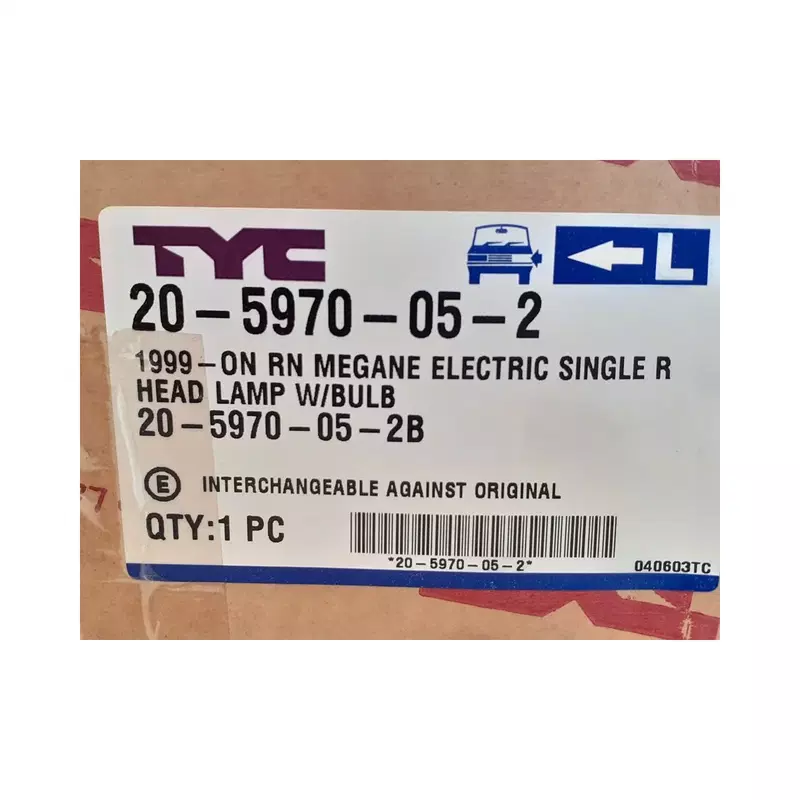 TYC
L
20-5970-05-2
1999-ON RN MEGANE ELECTRIC SINGLE R
HEAD LAMP W/BULB
20-5970-05-2B
E INTERCHANGEABLE AGAINST ORIGINAL
QTY:1 PC
*20-5970-05-2*
040603TC